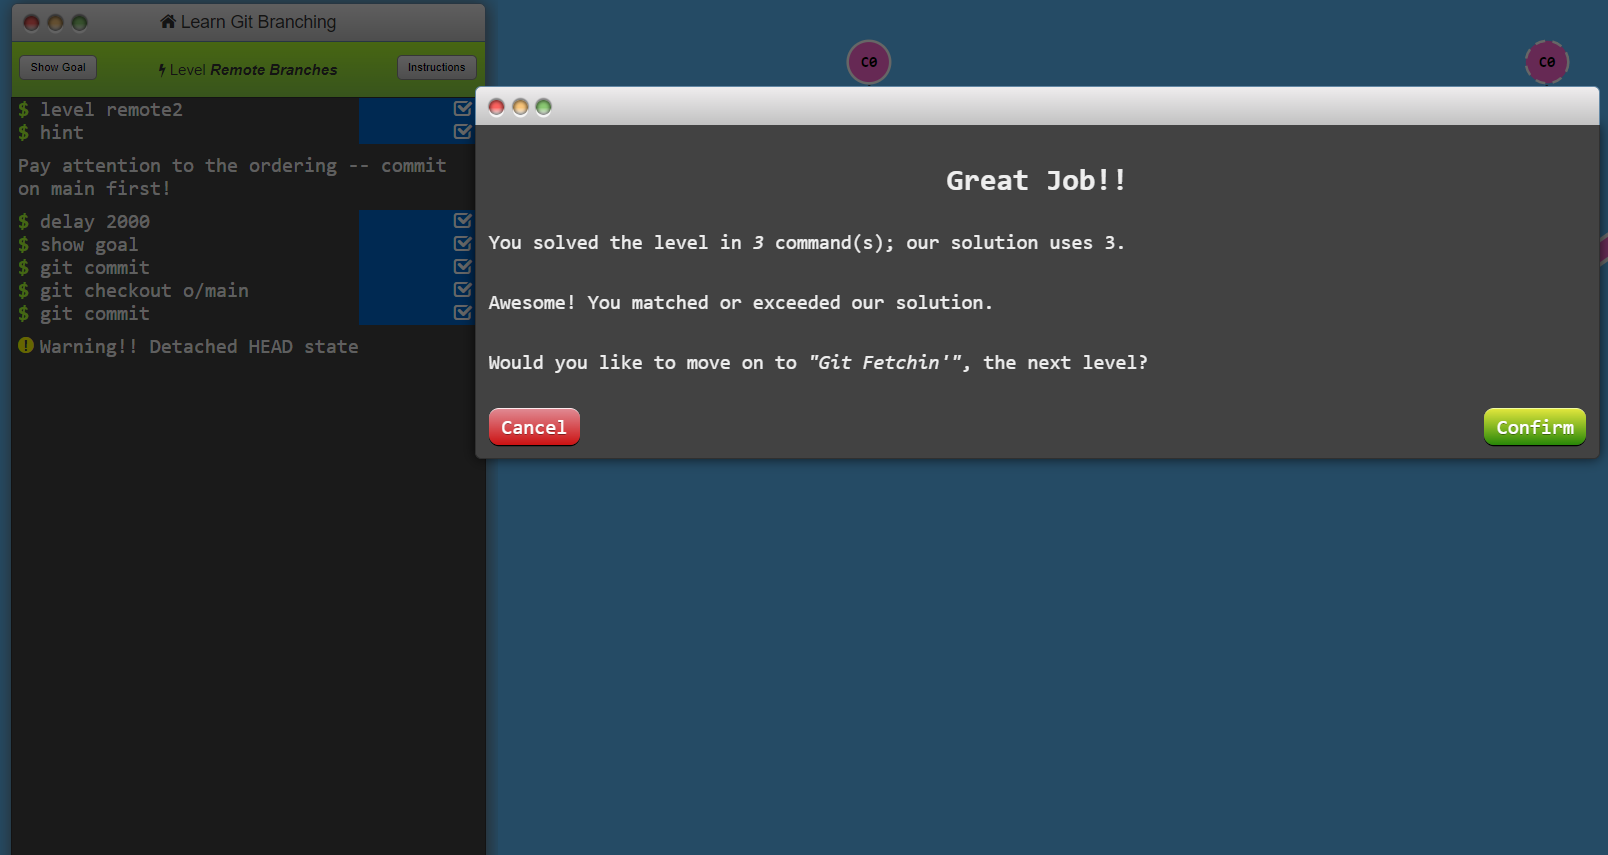 Learn Git Branching
Show Goal
Level Remote Branches
Instructions
$ level remote2
$ hint
Pay attention to the ordering -- commit
on main first!
$ delay 2000
$ show goal
$ git commit
$ git checkout o/main
$ git commit
Warning!! Detached HEAD state
C0
C0
Great Job!!
You solved the level in 3 command(s); our solution uses 3.
Awesome! You matched or exceeded our solution.
Would you like to move on to "Git Fetchin'", the next level?
Cancel
Confirm